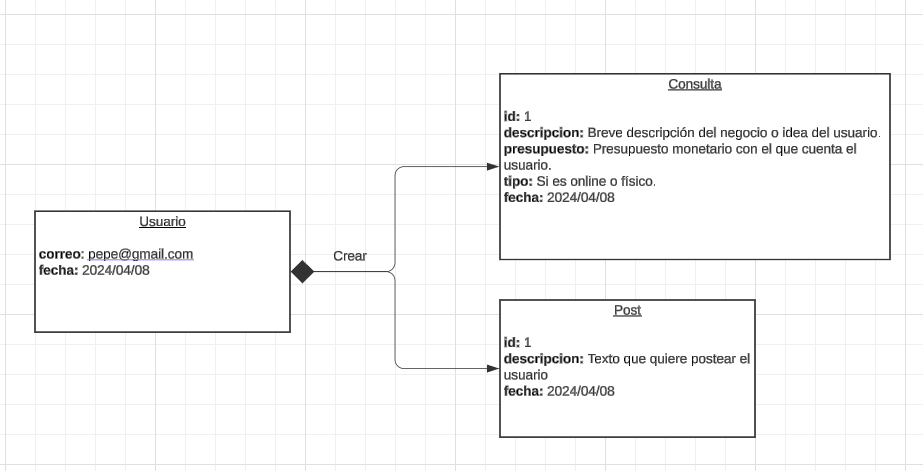 Consulta
id: 1
descripcion: Breve descripción del negocio o idea del usuario.
presupuesto: Presupuesto monetario con el que cuenta el
usuario.
tipo: Si es online o físico.
fecha: 2024/04/08
Usuario
correo: pepe@gmail.com
fecha: 2024/04/08
Crear
Post
id: 1
descripcion: Texto que quiere postear el
usuario
fecha: 2024/04/08